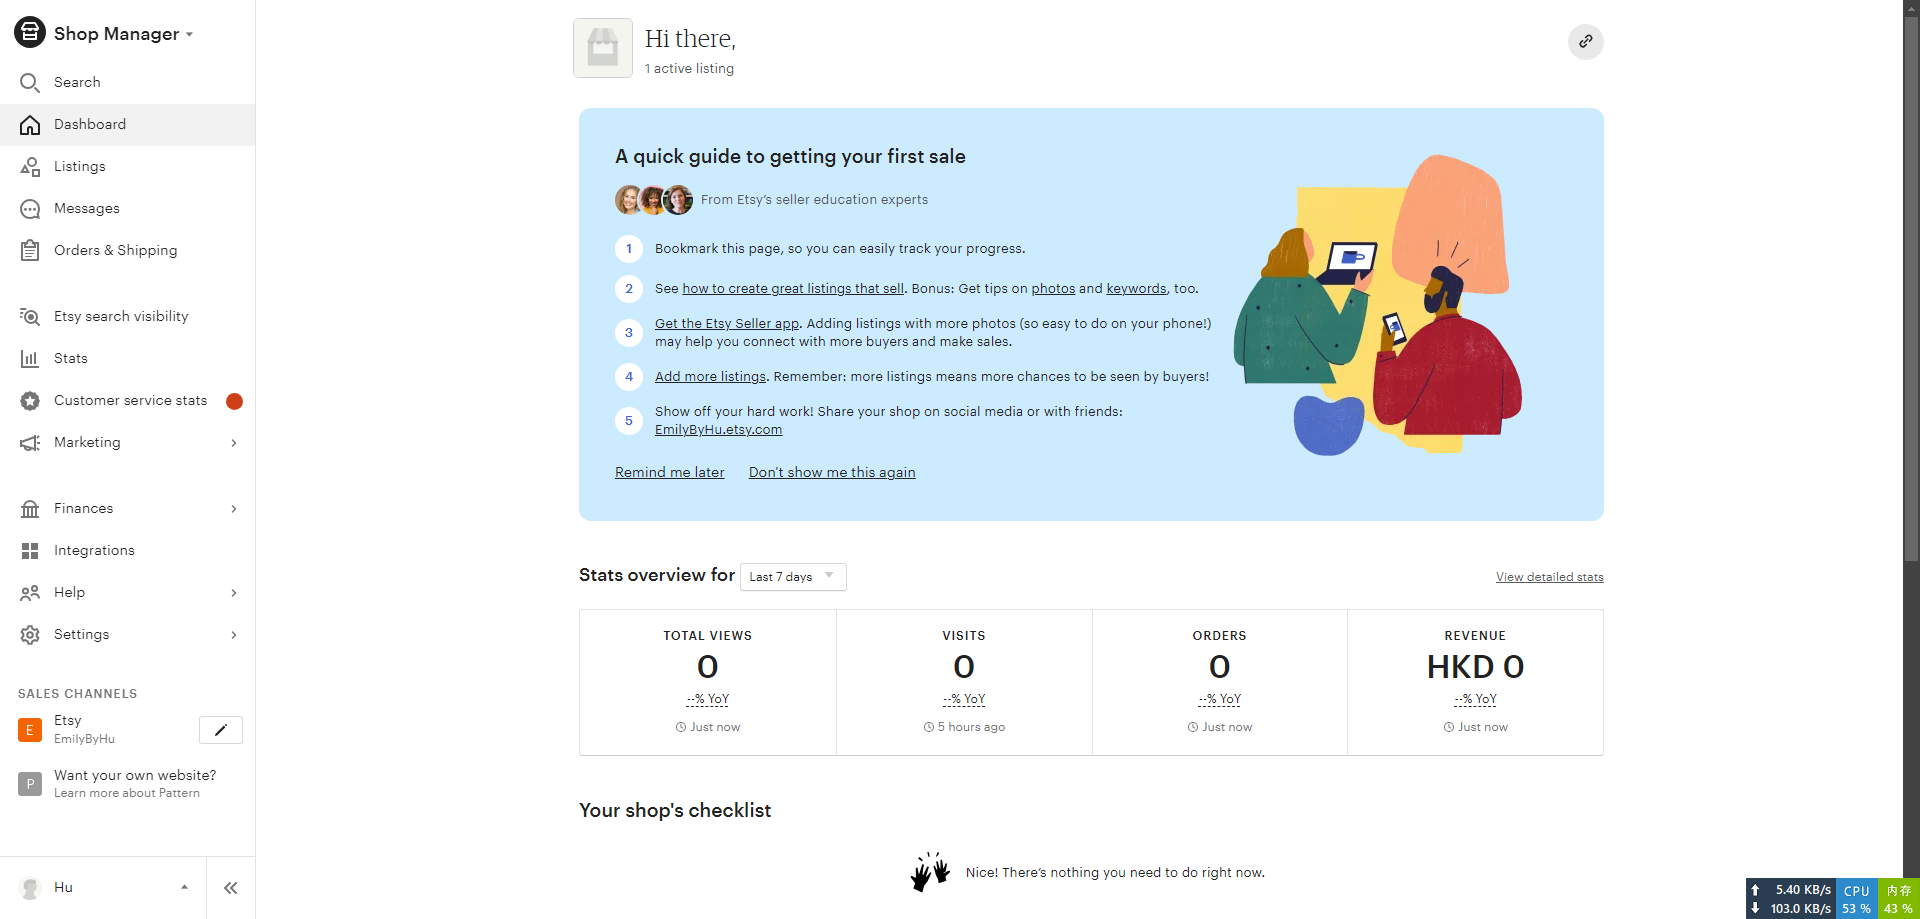 Shop Manager
Search
Dashboard
Listings
Messages
Orders & Shipping
Etsy search visibility
Stats
Customer service stats
Marketing
Finances
Integrations
Help
Settings
SALES CHANNELS
E
Etsy
EmilyByHu
P
Want your own website?
Learn more about Pattern
Hu
Hi there,
1 active listing
A quick guide to getting your first sale
From Etsy’s seller education experts
1 Bookmark this page, so you can easily track your progress.
2 See how to create great listings that sell. Bonus: Get tips on photos and keywords, too.
3 Get the Etsy Seller app. Adding listings with more photos (so easy to do on your phone!)
may help you connect with more buyers and make sales.
4 Add more listings. Remember: more listings means more chances to be seen by buyers!
5 Show off your hard work! Share your shop on social media or with friends:
EmilyByHu.etsy.com
Remind me later Don't show me this again
Stats overview for Last 7 days View detailed stats
TOTAL VIEWS
0
--% YoY
Just now
VISITS
0
--% YoY
5 hours ago
ORDERS
0
--% YoY
Just now
REVENUE
HKD 0
--% YoY
Just now
Your shop's checklist
Nice! There’s nothing you need to do right now.
5.40 KB/s CPU 内存
103.0 KB/s 53 % 43 %